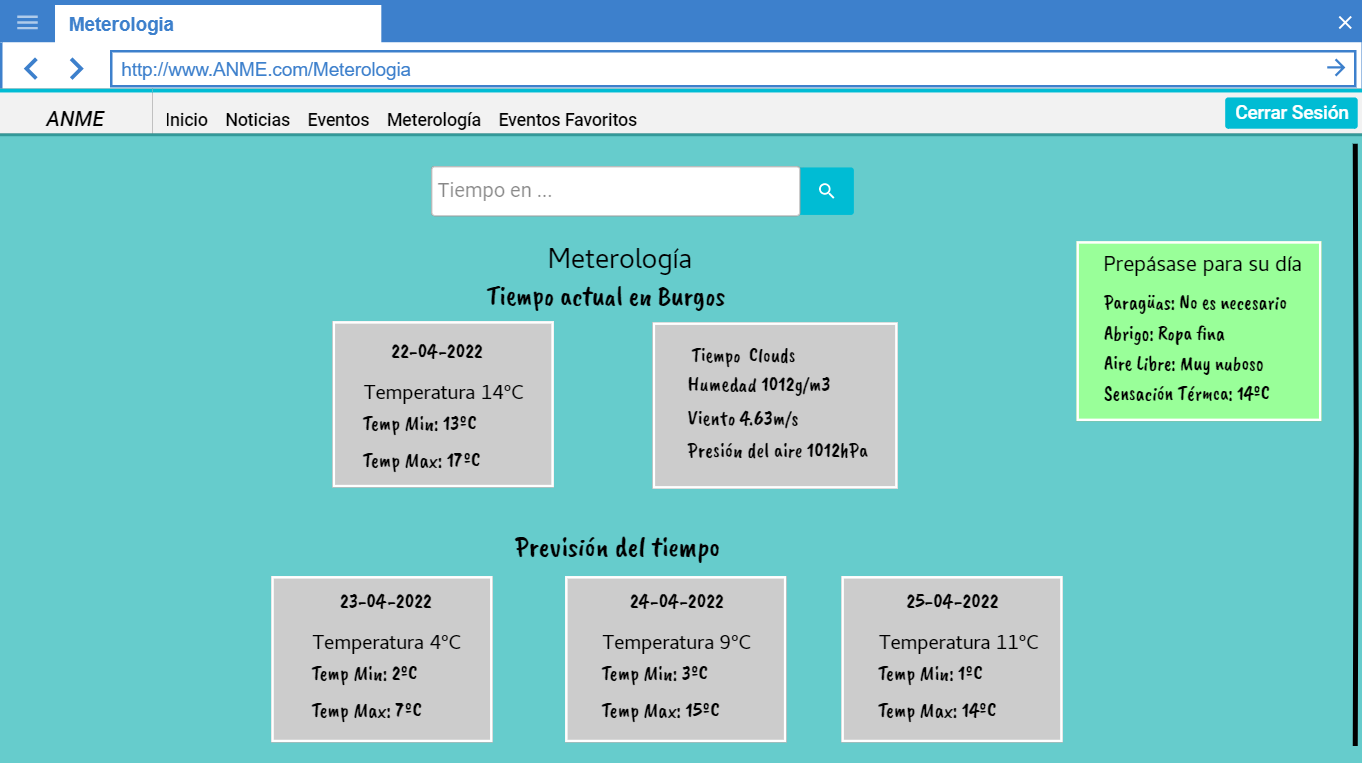 Meterologia
http://www.ANME.com/Meterologia
ANME
Inicio Noticias Eventos Meterología Eventos Favoritos
Cerrar Sesión
Tiempo en ...
Meterología
Tiempo actual en Burgos
22-04-2022
Temperatura 14ºC
Temp Min: 13ºC
Temp Max: 17ºC
Tiempo Clouds
Humedad 1012g/m3
Viento 4.63m/s
Presión del aire 1012hPa
Prepásase para su día
Paragüas: No es necesario
Abrigo: Ropa fina
Aire Libre: Muy nuboso
Sensación Térmca: 14ºC
Previsión del tiempo
23-04-2022
Temperatura 4ºC
Temp Min: 2ºC
Temp Max: 7ºC
24-04-2022
Temperatura 9ºC
Temp Min: 3ºC
Temp Max: 15ºC
25-04-2022
Temperatura 11ºC
Temp Min: 1ºC
Temp Max: 14ºC